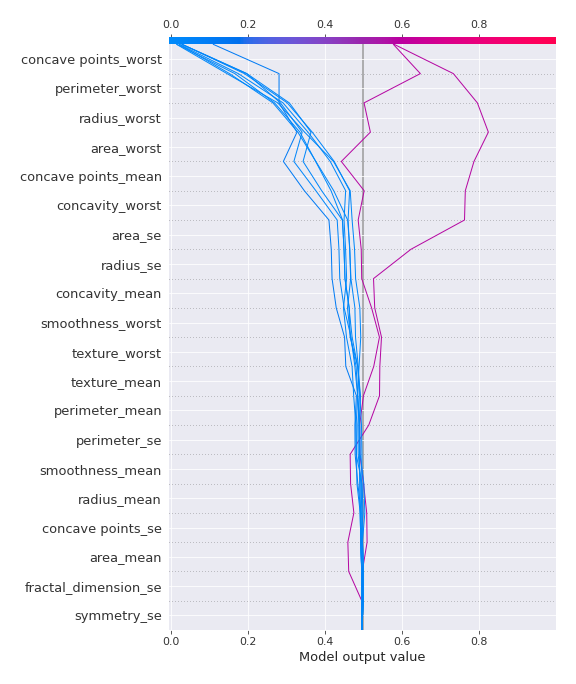 0.0 0.2 0.4 0.6 0.8
concave points_worst
perimeter_worst
radius_worst
area_worst
concave points_mean
concavity_worst
area_se
radius_se
concavity_mean
smoothness_worst
texture_worst
texture_mean
perimeter_mean
perimeter_se
smoothness_mean
radius_mean
concave points_se
area_mean
fractal_dimension_se
symmetry_se
0.0 0.2 0.4 0.6 0.8
Model output value